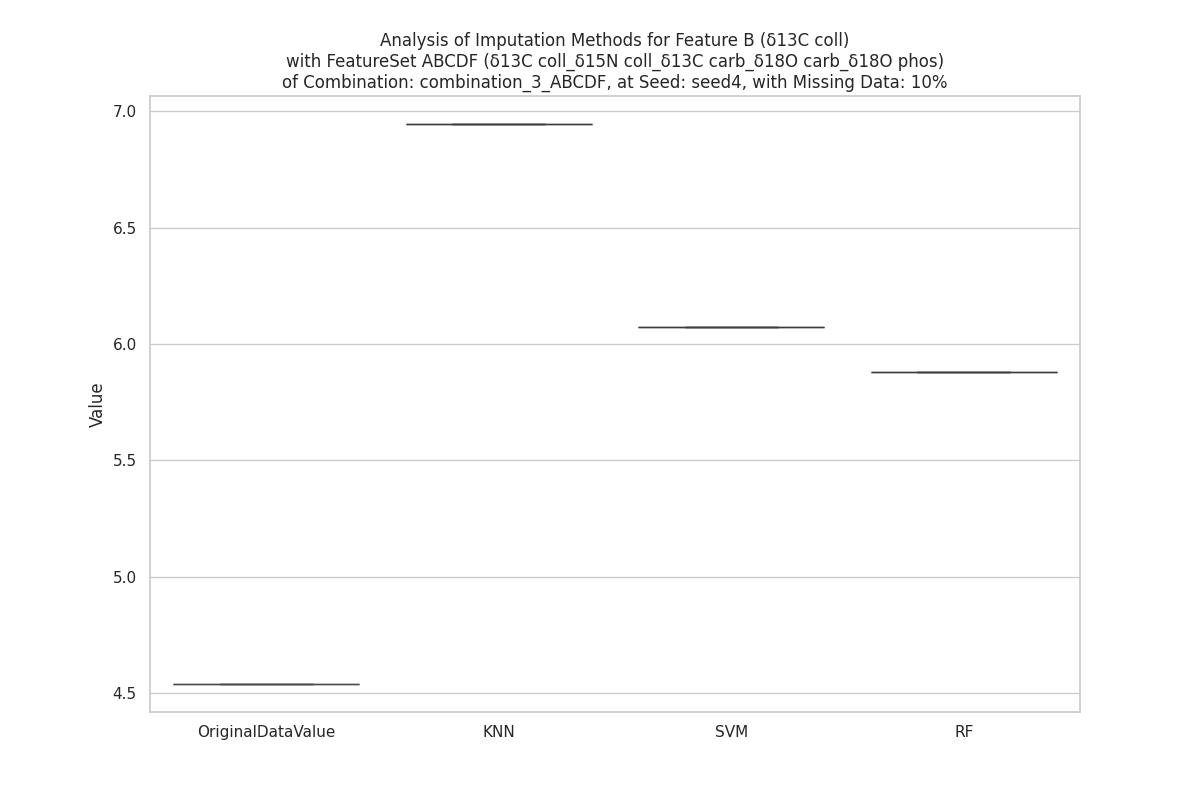 Analysis of Imputation Methods for Feature B (δ13C coll)
with FeatureSet ABCDF (δ13C coll_δ15N coll_δ13C carb_δ18O carb_δ18O phos)
of Combination: combination_3_ABCDF, at Seed: seed4, with Missing Data: 10%
7.0
6.5
6.0
5.5
5.0
4.5
Value
OriginalDataValue
KNN
SVM
RF